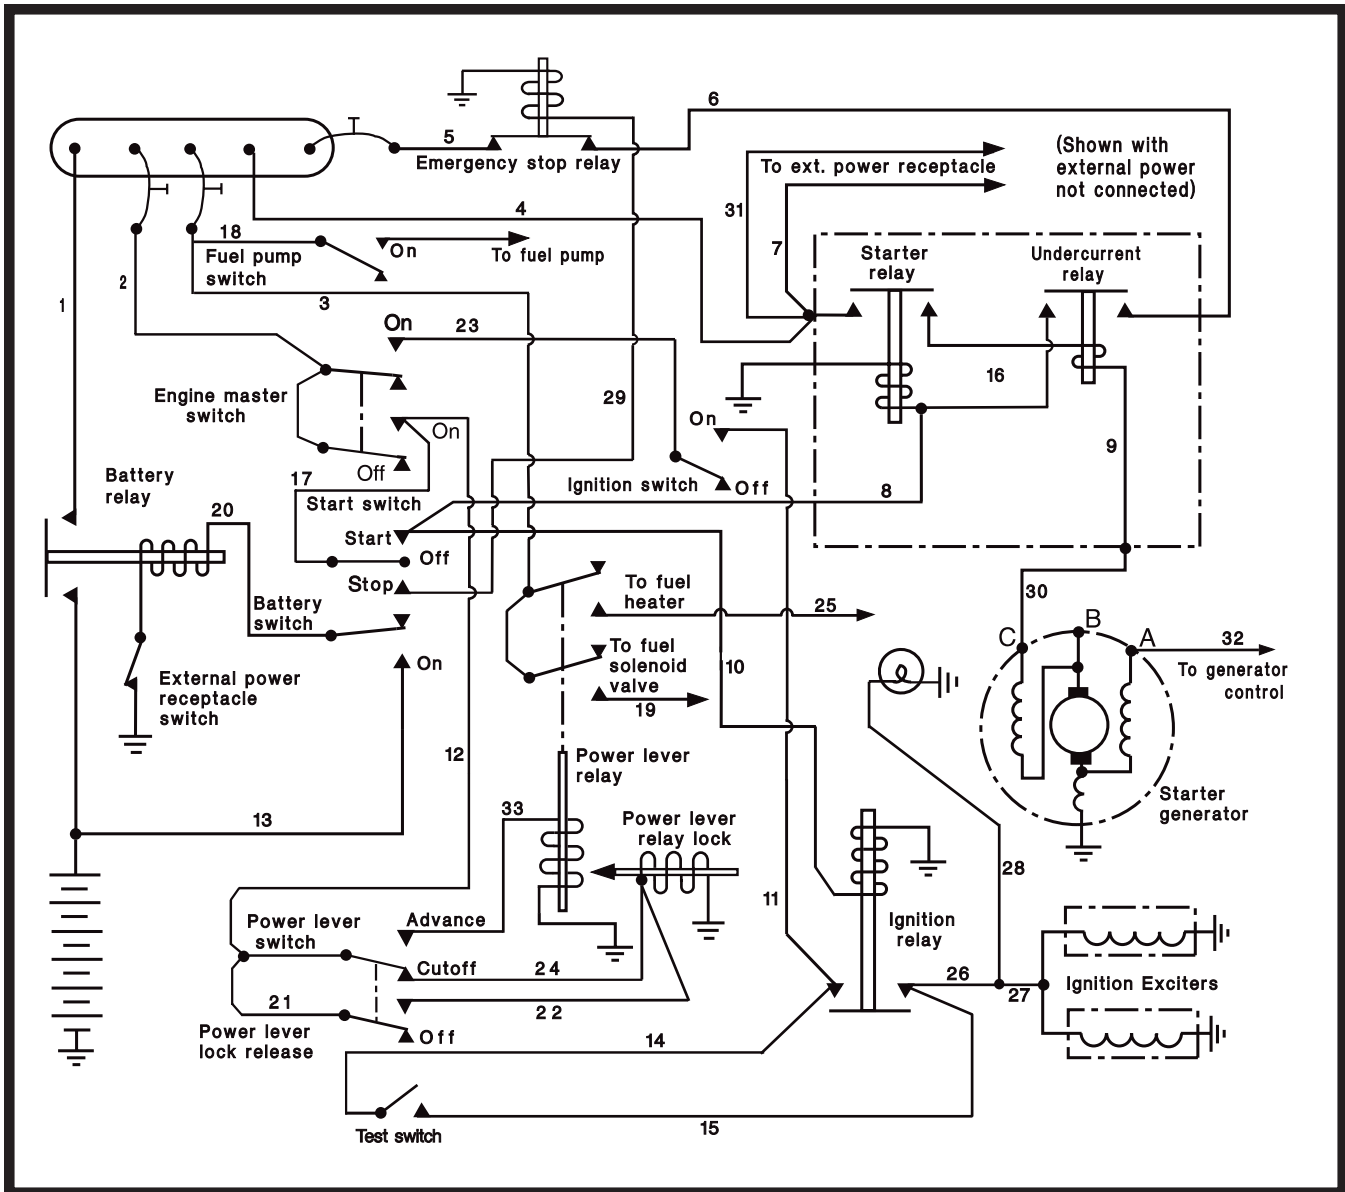 6
5
Emergency stop relay
To ext. power receptacle
(Shown with
external power
not connected)
31
4
7
18
On
To fuel pump
Fuel pump
switch
Starter
relay
Undercurrent
relay
2
1
3
On
23
16
Engine master
switch
29
On
On
9
Off
Battery
relay
17
Ignition switch
Off
8
Start switch
20
Start
Off
Stop
To fuel
heater
25
30
Battery
switch
B
C
A
32
To fuel
solenoid
valve
On
10
To generator
control
External power
receptacle
switch
19
12
Power lever
relay
Starter
generator
33
Power lever
relay lock
13
28
11
Advance
Ignition
relay
Power lever
switch
Cutoff
24
26
27
Ignition Exciters
21
22
Power lever
lock release
Off
14
15
Test switch